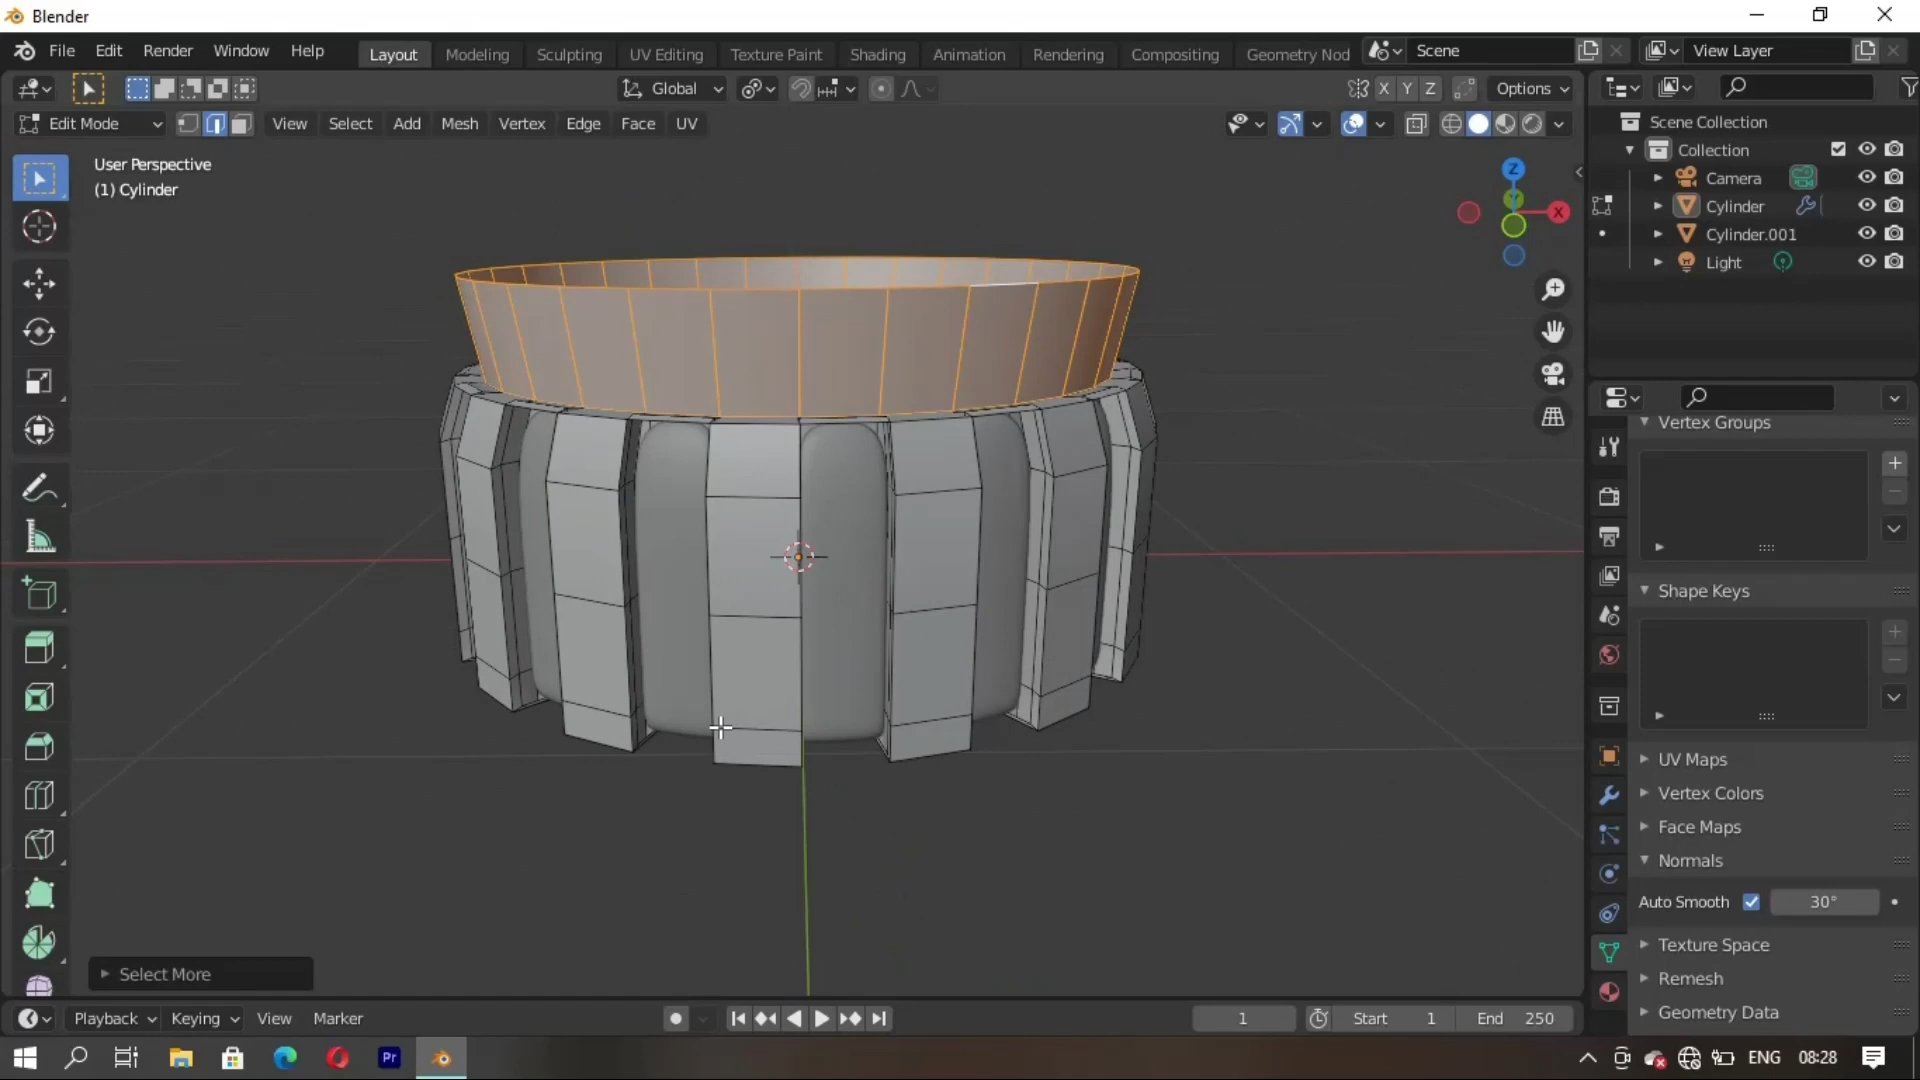 Blender
File Edit Render Window Help Layout Modeling Sculpting UV Editing Texture Paint Shading Animation Rendering Compositing Geometry Nod Scene View Layer
Global X Y Z Options
Edit Mode View Select Add Mesh Vertex Edge Face UV
Scene Collection
Collection
Camera
Cylinder
Cylinder.001
Light
User Perspective
(1) Cylinder
Z
X
Vertex Groups
Shape Keys
UV Maps
Vertex Colors
Face Maps
Normals
Auto Smooth 30°
Texture Space
Remesh
Geometry Data
Select More
Playback Keying View Marker 1 Start 1 End 250
Pr ENG 08:28